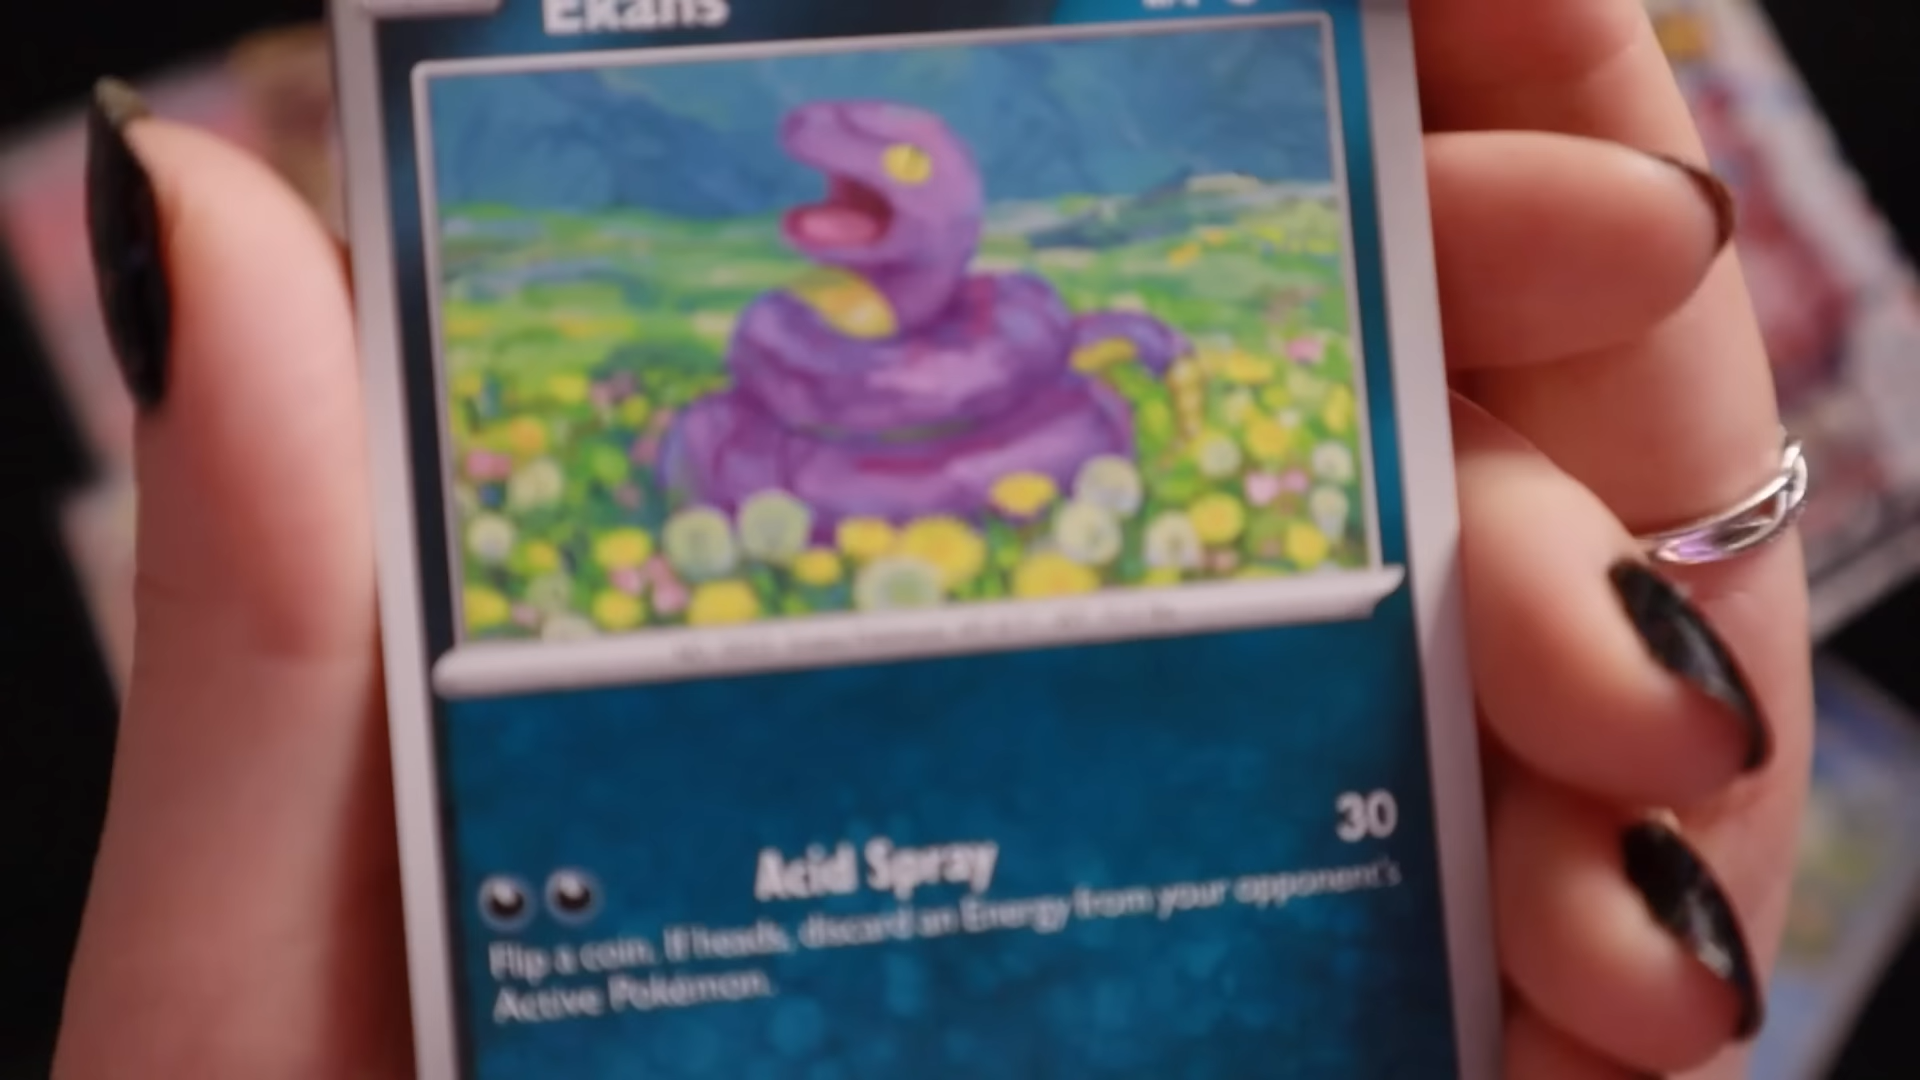 Ekans
30
Acid Spray
Flip a coin. If heads, discard an Energy from your opponent's
Active Pokémon.